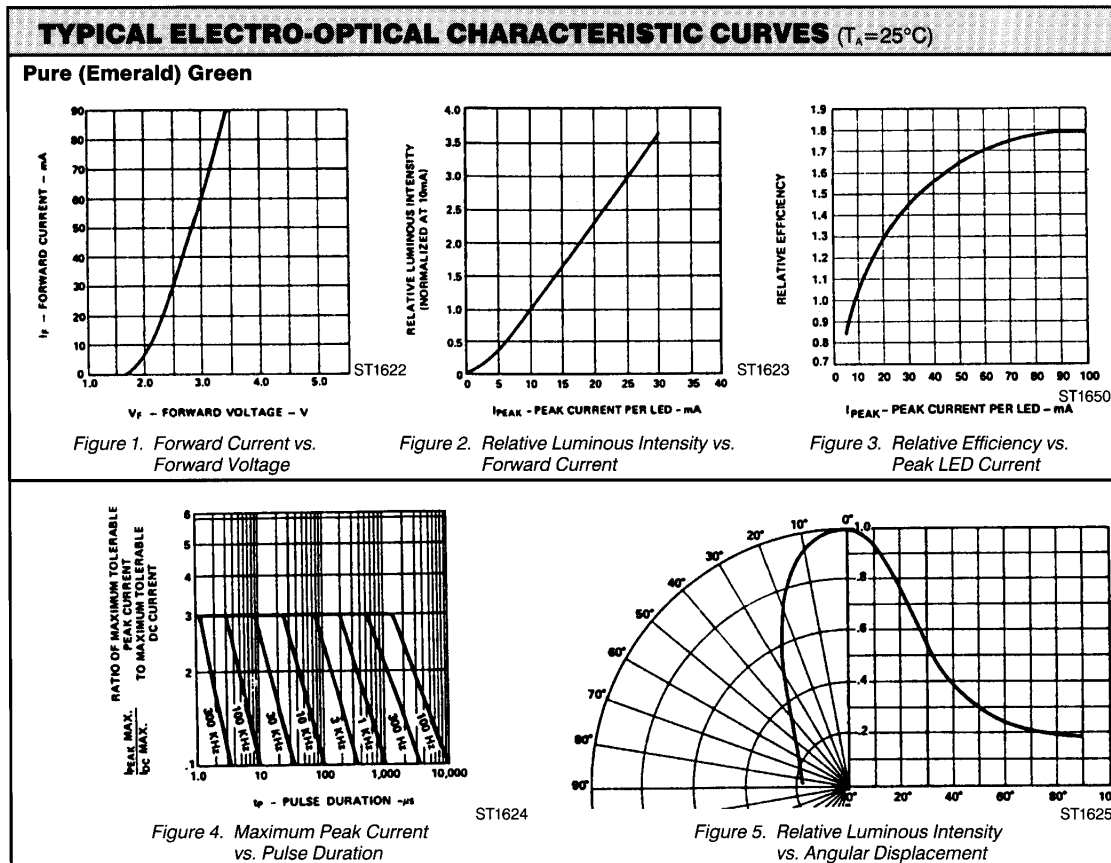 TYPICAL ELECTRO-OPTICAL CHARACTERISTIC CURVES (TA=25°C)
Pure (Emerald) Green
IF – FORWARD CURRENT – mA
90
80
70
60
50
40
30
20
10
0
1.0 2.0 3.0 4.0 5.0
ST1622
VF – FORWARD VOLTAGE – V
Figure 1. Forward Current vs.
Forward Voltage
RELATIVE LUMINOUS INTENSITY
(NORMALIZED AT 10mA)
4.0
3.5
3.0
2.5
2.0
1.5
1.0
0.5
0
0 5 10 15 20 25 30 35 40
ST1623
IPEAK - PEAK CURRENT PER LED - mA
Figure 2. Relative Luminous Intensity vs.
Forward Current
RELATIVE EFFICIENCY
1.9
1.8
1.7
1.6
1.5
1.4
1.3
1.2
1.1
1.0
0.9
0.8
0.7
0 10 20 30 40 50 60 70 80 90 100
ST1650
IPEAK - PEAK CURRENT PER LED - mA
Figure 3. Relative Efficiency vs.
Peak LED Current
RATIO OF MAXIMUM TOLERABLE
PEAK CURRENT
TO MAXIMUM TOLERABLE
DC CURRENT
IPEAK MAX.
IDC MAX.
6
5
4
3
2
.1
300 KHz
100 KHz
30 KHz
10 KHz
3 KHz
1 KHz
300 Hz
100 Hz
1.0 10 100 1,000 10,000
tP - PULSE DURATION -µs
ST1624
Figure 4. Maximum Peak Current
vs. Pulse Duration
0°
10°
20°
30°
40°
50°
60°
70°
80°
90°
1.0
.8
.6
.4
.2
0° 20° 40° 60° 80° 100
ST1625
Figure 5. Relative Luminous Intensity
vs. Angular Displacement